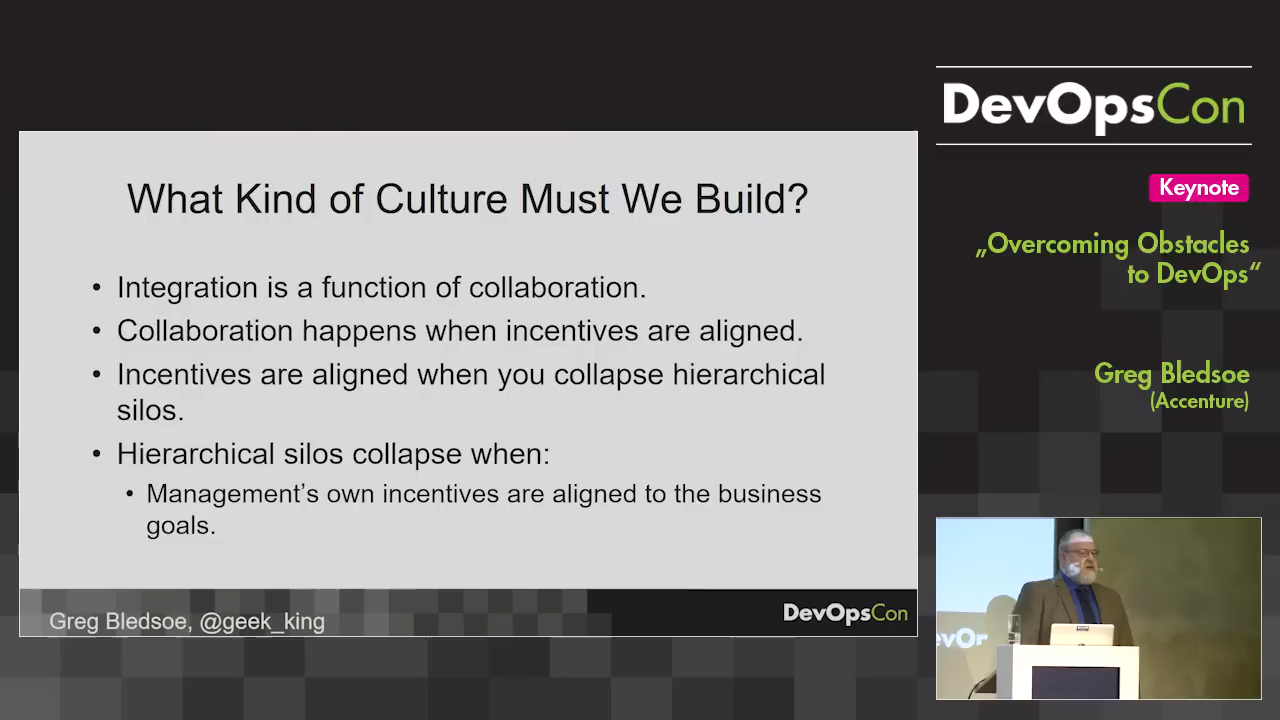 DevOpsCon
Keynote
„Overcoming Obstacles
to DevOps“
Greg Bledsoe
(Accenture)
What Kind of Culture Must We Build?
• Integration is a function of collaboration.
• Collaboration happens when incentives are aligned.
• Incentives are aligned when you collapse hierarchical
silos.
• Hierarchical silos collapse when:
• Management’s own incentives are aligned to the business
goals.
Greg Bledsoe, @geek_king
DevOpsCon
evOr